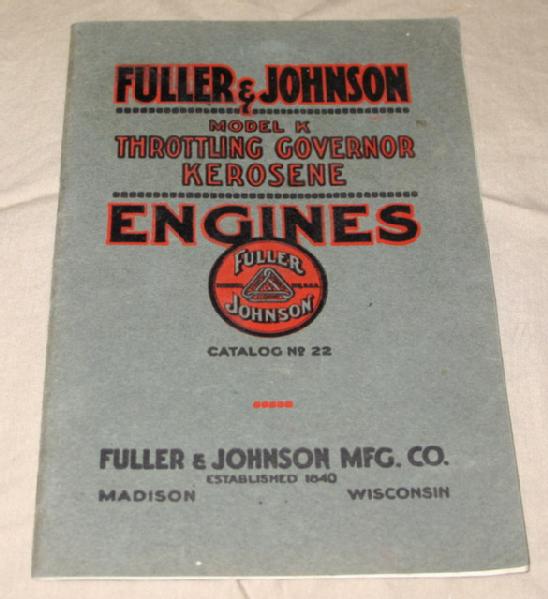 FULLER & JOHNSON
MODEL K
THROTTLING GOVERNOR
KEROSENE
ENGINES
FULLER
JOHNSON
CATALOG Nº 22
FULLER & JOHNSON MFG. CO.
ESTABLISHED 1840
MADISON WISCONSIN